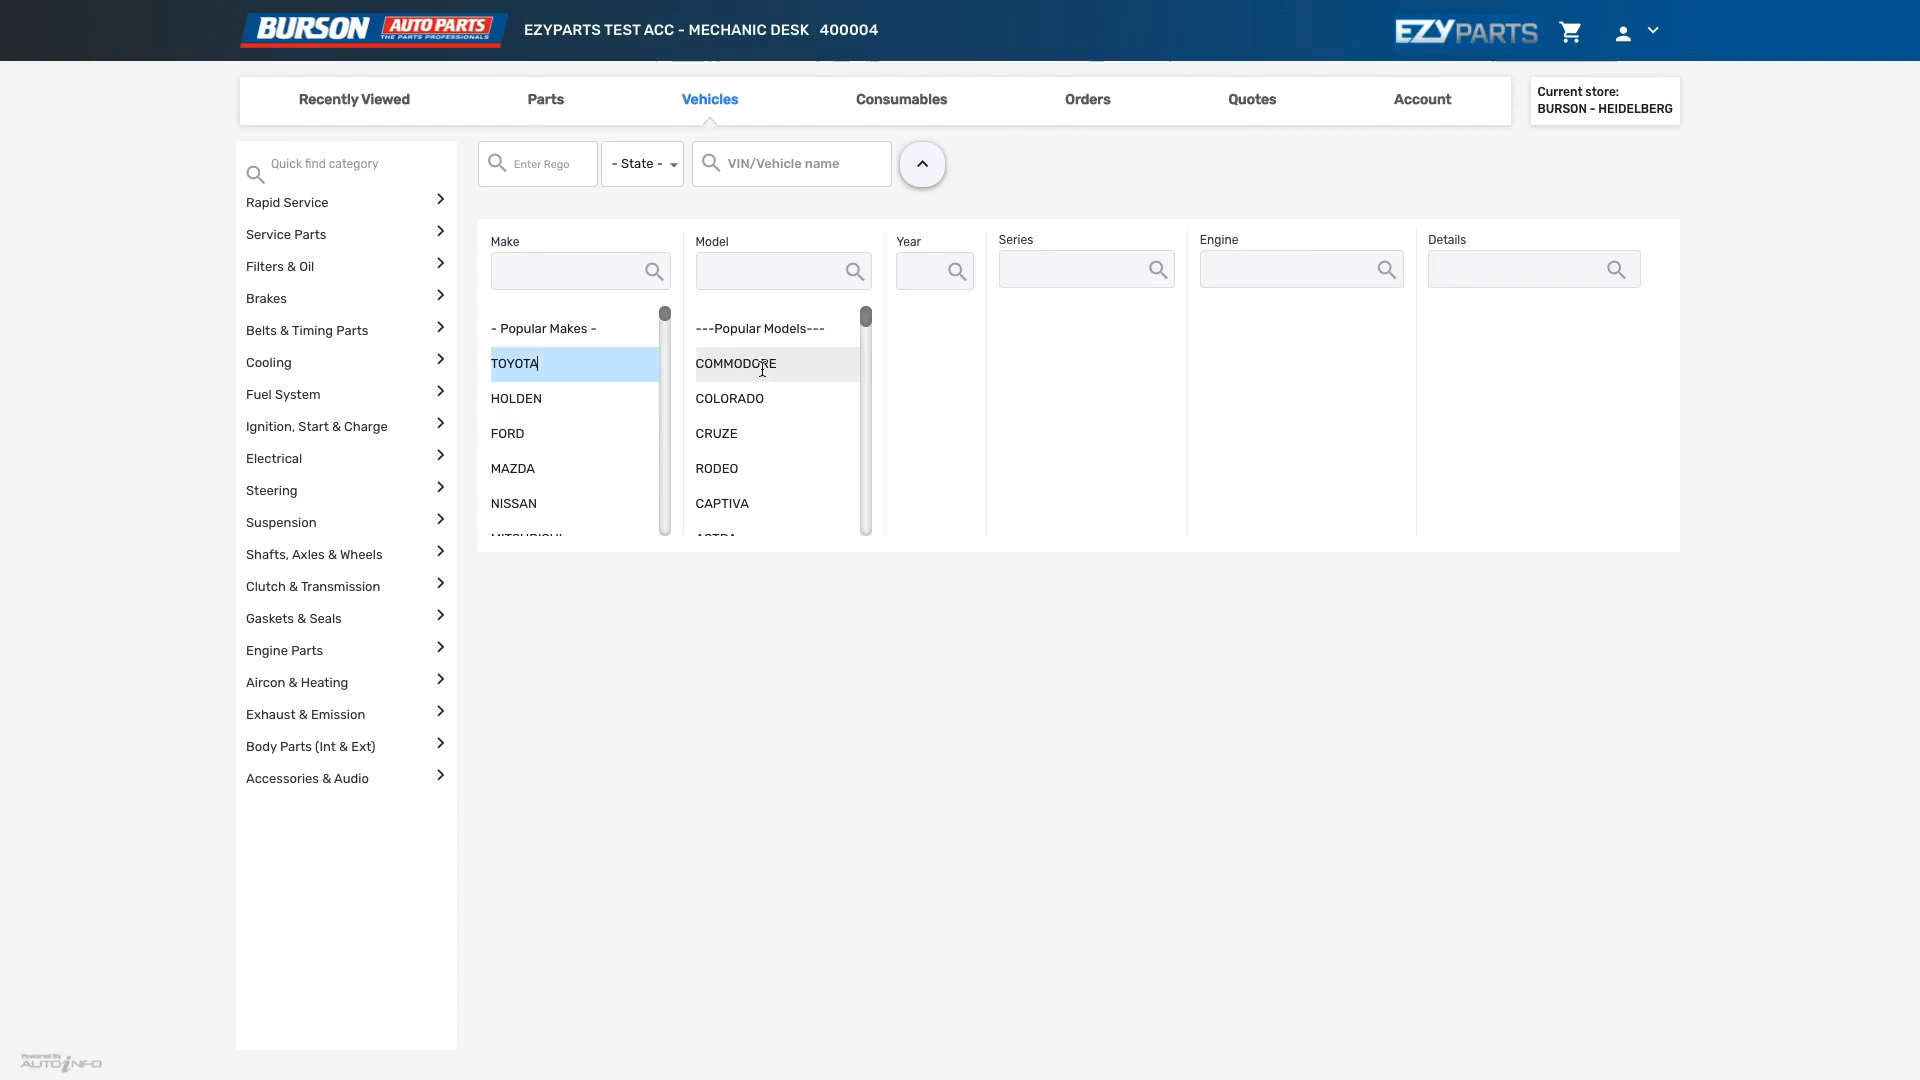 BURSON AUTO PARTS
THE PARTS PROFESSIONALS
EZYPARTS TEST ACC - MECHANIC DESK 400004
EZYPARTS
Recently Viewed
Parts
Vehicles
Consumables
Orders
Quotes
Account
Current store:
BURSON - HEIDELBERG
Quick find category
Rapid Service
Service Parts
Filters & Oil
Brakes
Belts & Timing Parts
Cooling
Fuel System
Ignition, Start & Charge
Electrical
Steering
Suspension
Shafts, Axles & Wheels
Clutch & Transmission
Gaskets & Seals
Engine Parts
Aircon & Heating
Exhaust & Emission
Body Parts (Int & Ext)
Accessories & Audio
Enter Rego
- State -
VIN/Vehicle name
Make
- Popular Makes -
TOYOTA
HOLDEN
FORD
MAZDA
NISSAN
Model
---Popular Models---
COMMODORE
COLORADO
CRUZE
RODEO
CAPTIVA
Year
Series
Engine
Details
Powered By
AUTOiNFO